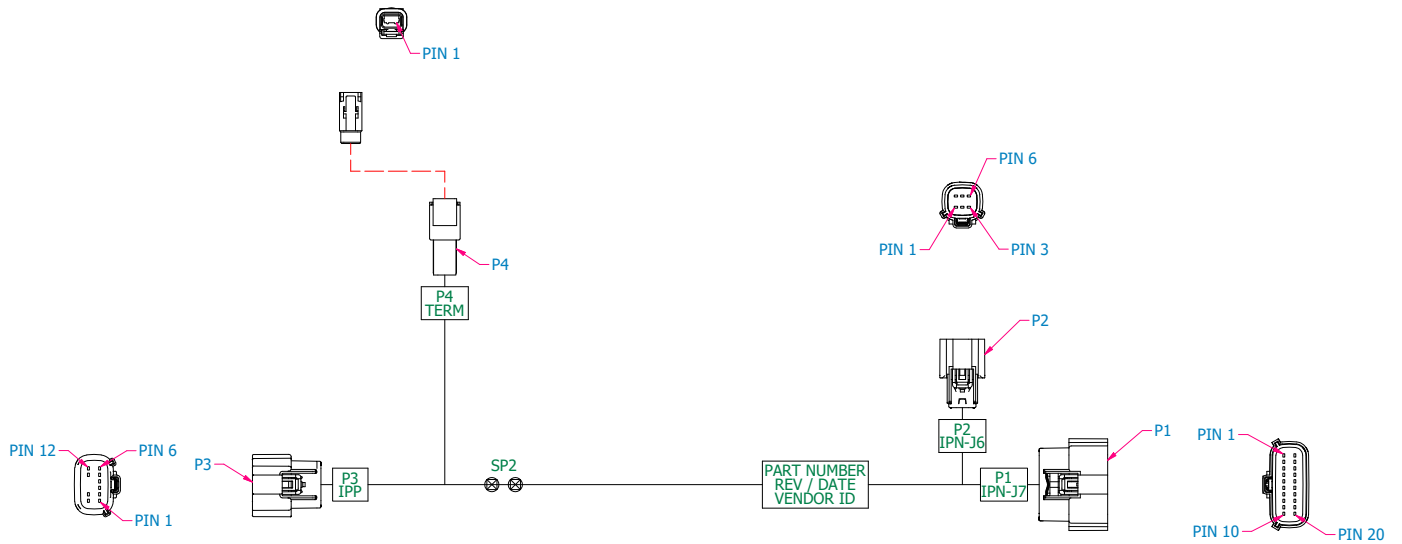 PIN 1
P4
P4
TERM
PIN 6
PIN 1
PIN 3
P2
P2
IPN-J6
PIN 12
PIN 6
P3
PIN 1
P3
IPP
SP2
PART NUMBER
REV / DATE
VENDOR ID
P1
IPN-J7
P1
PIN 1
PIN 10
PIN 20